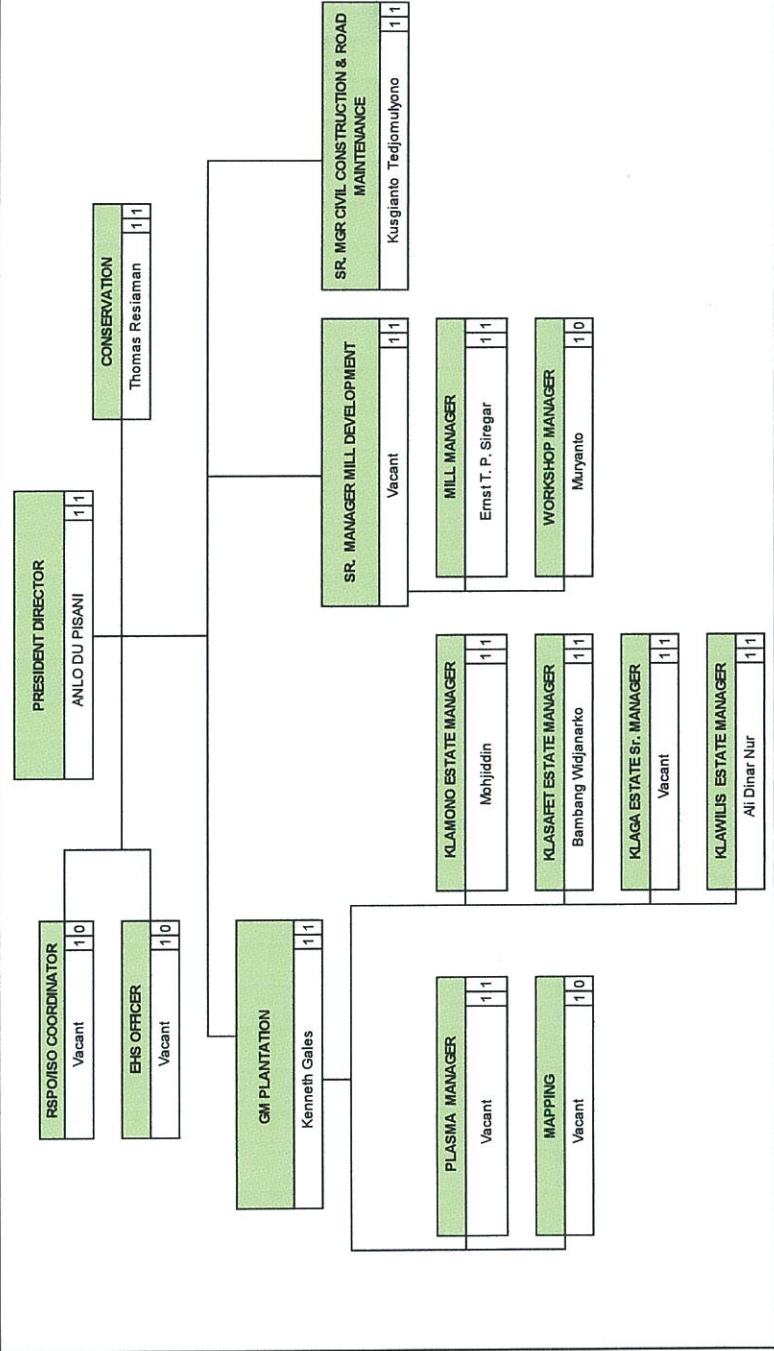 PRESIDENT DIRECTOR
ANLO DU PISANI
1 1
RSPO/ISO COORDINATOR
Vacant
1 0
EHS OFFICER
Vacant
1 0
CONSERVATION
Thomas Resiaman
1 1
GM PLANTATION
Kenneth Gales
1 1
SR. MANAGER MILL DEVELOPMENT
Vacant
1 1
SR. MGR CIVIL CONSTRUCTION & ROAD
MAINTENANCE
Kusgianto Tedjomulyono
1 1
PLASMA MANAGER
Vacant
1 1
MAPPING
Vacant
1 0
KLAMONO ESTATE MANAGER
Mohjiddin
1 1
KLASAFET ESTATE MANAGER
Bambang Widjanarko
1 1
KLAGA ESTATE Sr. MANAGER
Vacant
1 1
KLAWILIS ESTATE MANAGER
Ali Dinar Nur
1 1
MILL MANAGER
Ernst T. P. Siregar
1 1
WORKSHOP MANAGER
Muryanto
1 0